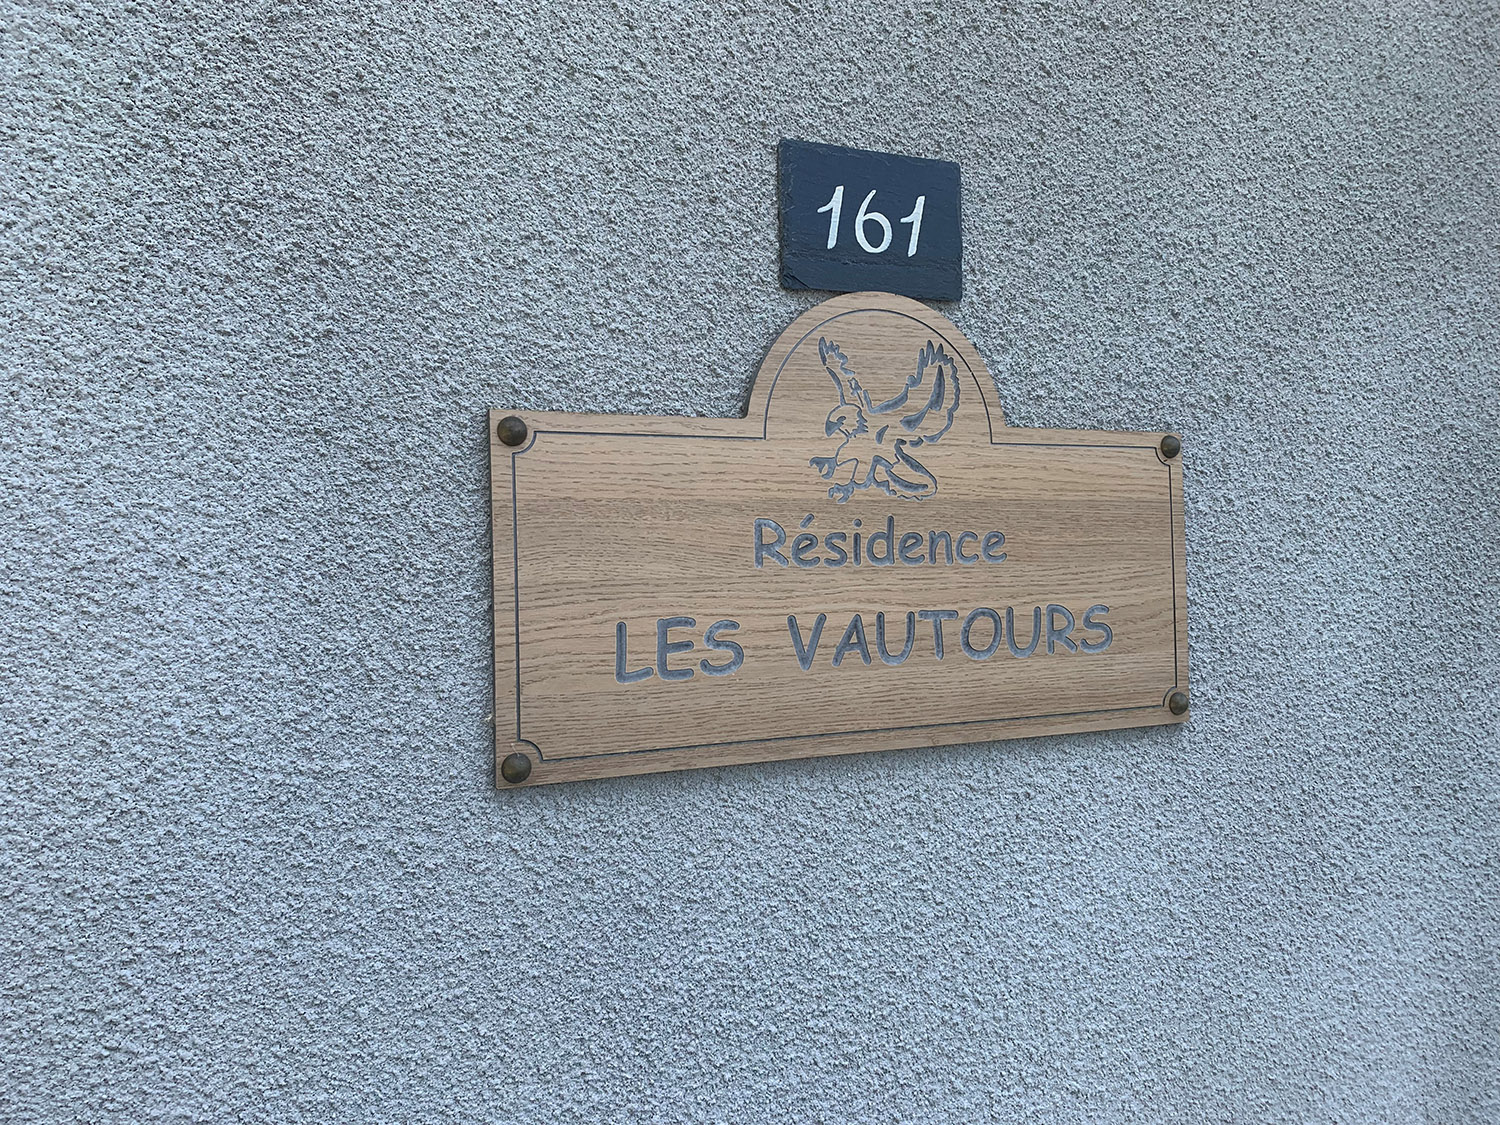 161
Résidence
LES VAUTOURS